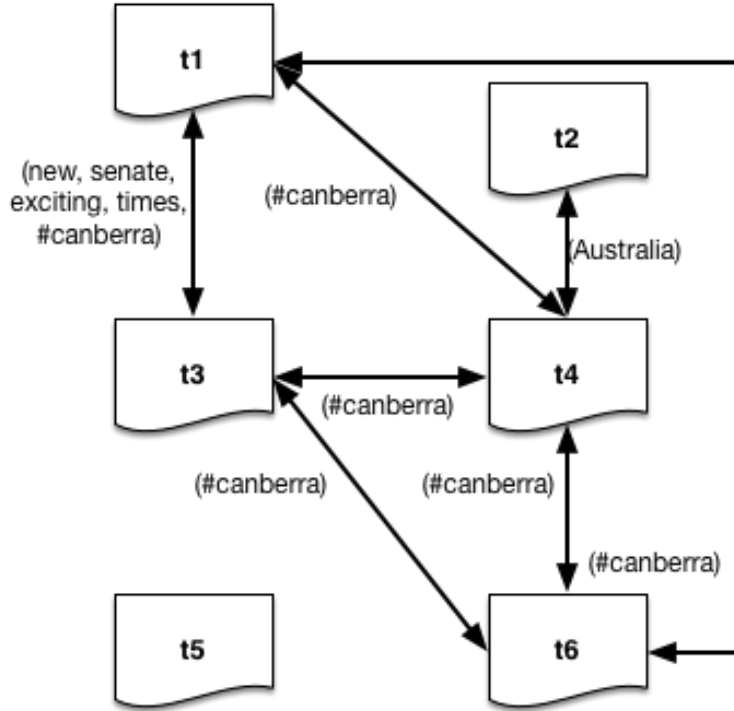 t1
t2
(new, senate,
exciting, times,
#canberra)
(#canberra)
(Australia)
t3
t4
(#canberra)
(#canberra)
(#canberra)
(#canberra)
t5
t6